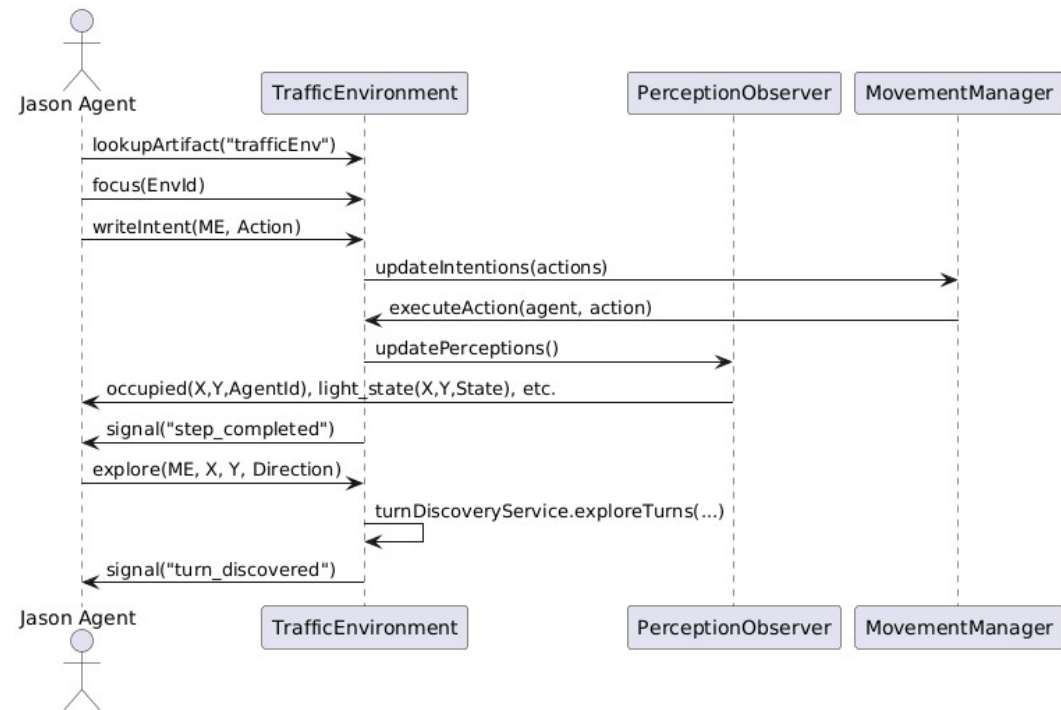 Jason Agent
TrafficEnvironment
PerceptionObserver
MovementManager
lookupArtifact("trafficEnv")
focus(EnvId)
writeIntent(ME, Action)
updateIntentions(actions)
executeAction(agent, action)
updatePerceptions()
occupied(X,Y,AgentId), light_state(X,Y,State), etc.
signal("step_completed")
explore(ME, X, Y, Direction)
turnDiscoveryService.exploreTurns(...)
signal("turn_discovered")
Jason Agent
TrafficEnvironment
PerceptionObserver
MovementManager